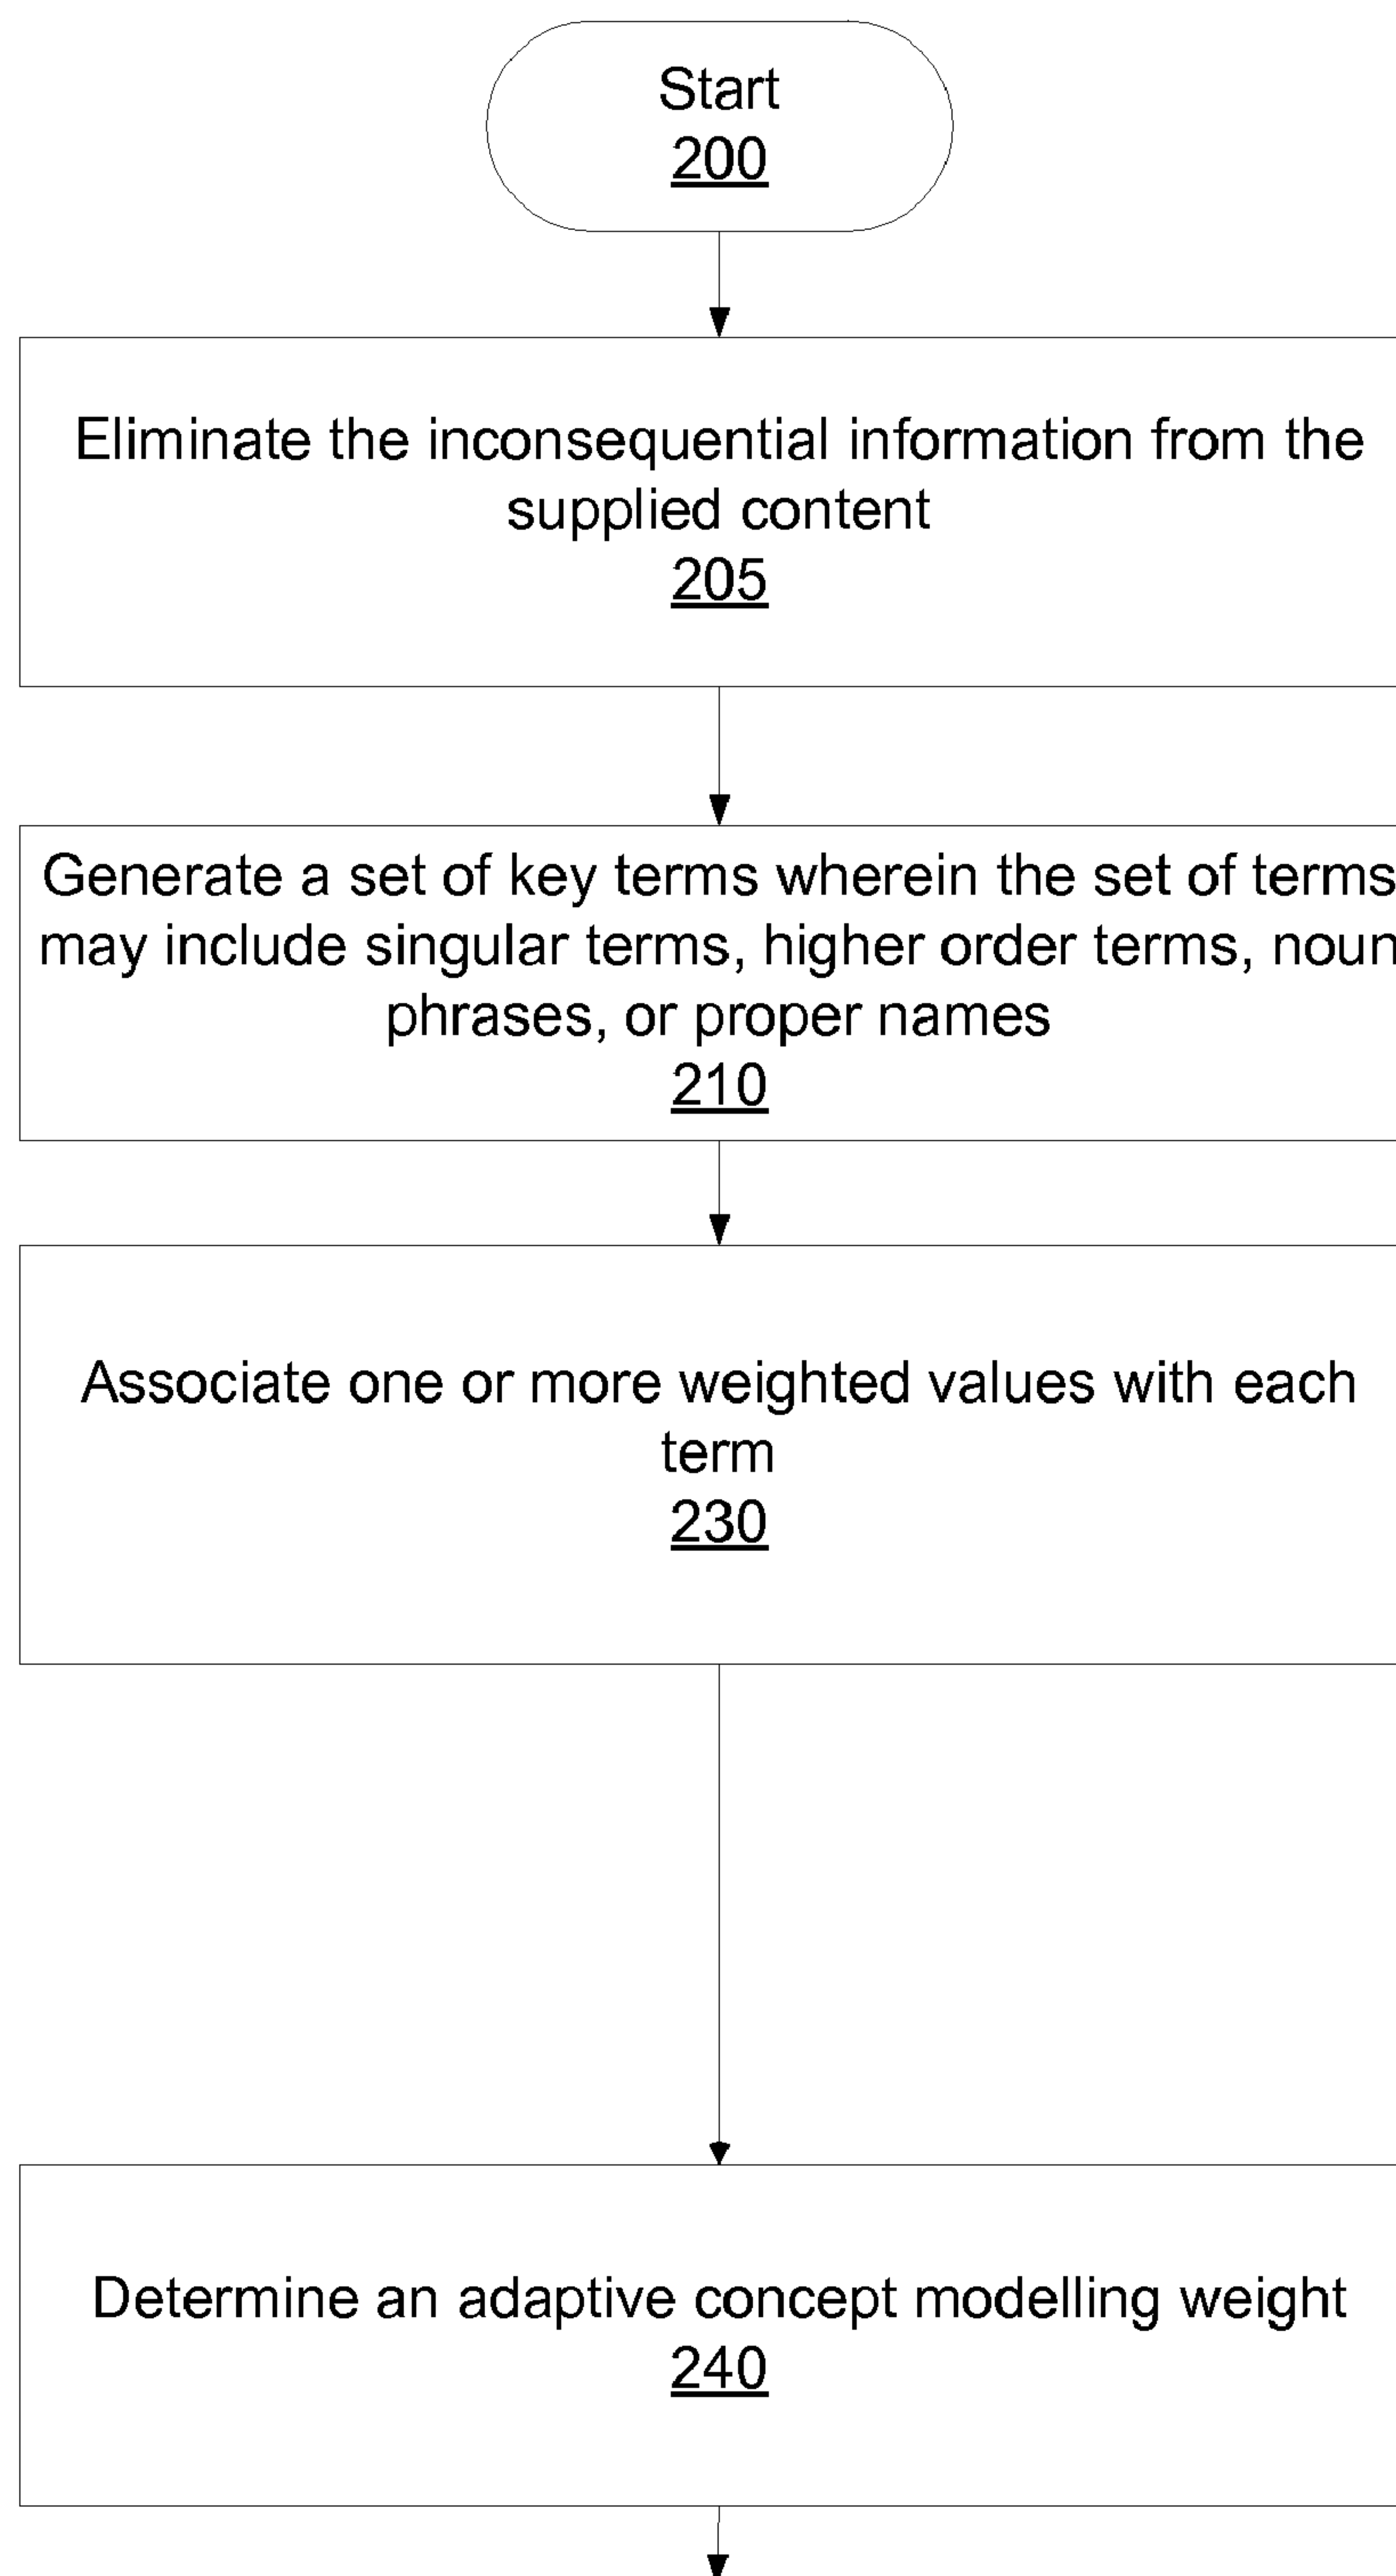 Start
200
Eliminate the inconsequential information from the
supplied content
205
Generate a set of key terms wherein the set of terms
may include singular terms, higher order terms, noun
phrases, or proper names
210
Associate one or more weighted values with each
term
230
Determine an adaptive concept modelling weight
240